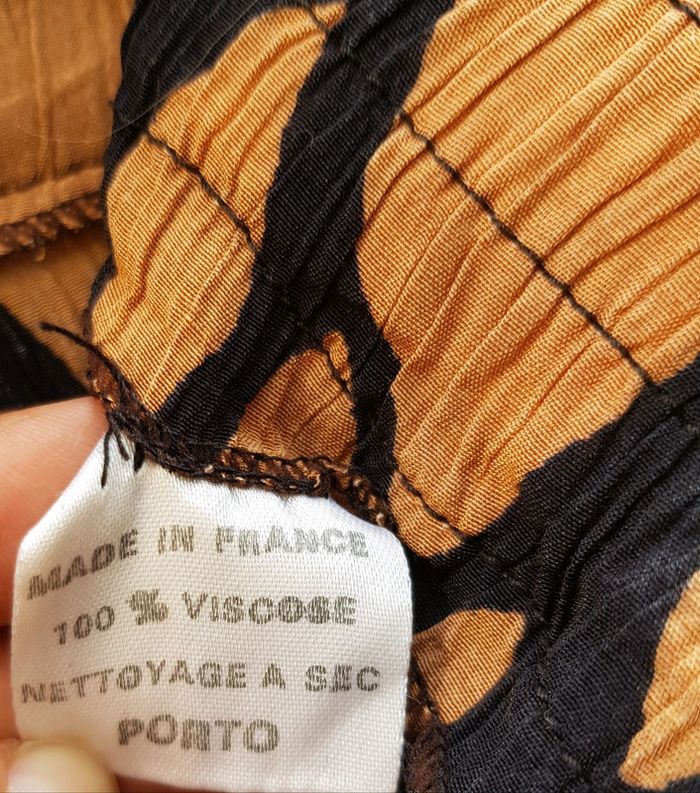 MADE IN FRANCE
100 % VISCOSE
NETTOYAGE A SEC
PORTO